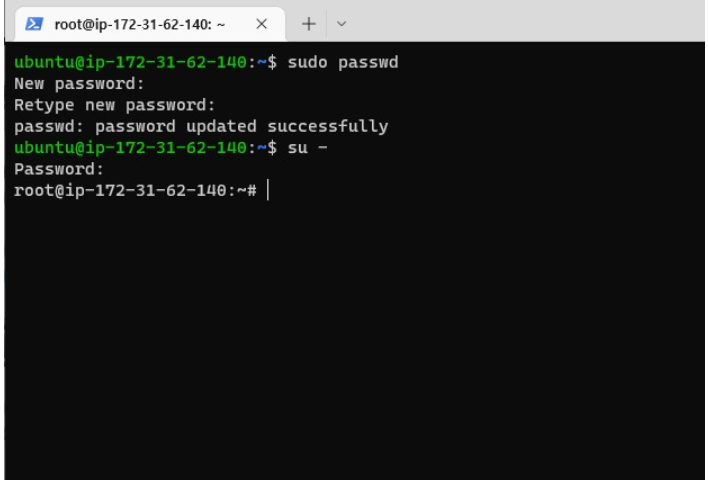 root@ip-172-31-62-140: ~
ubuntu@ip-172-31-62-140:~$ sudo passwd
New password:
Retype new password:
passwd: password updated successfully
ubuntu@ip-172-31-62-140:~$ su -
Password:
root@ip-172-31-62-140:~#